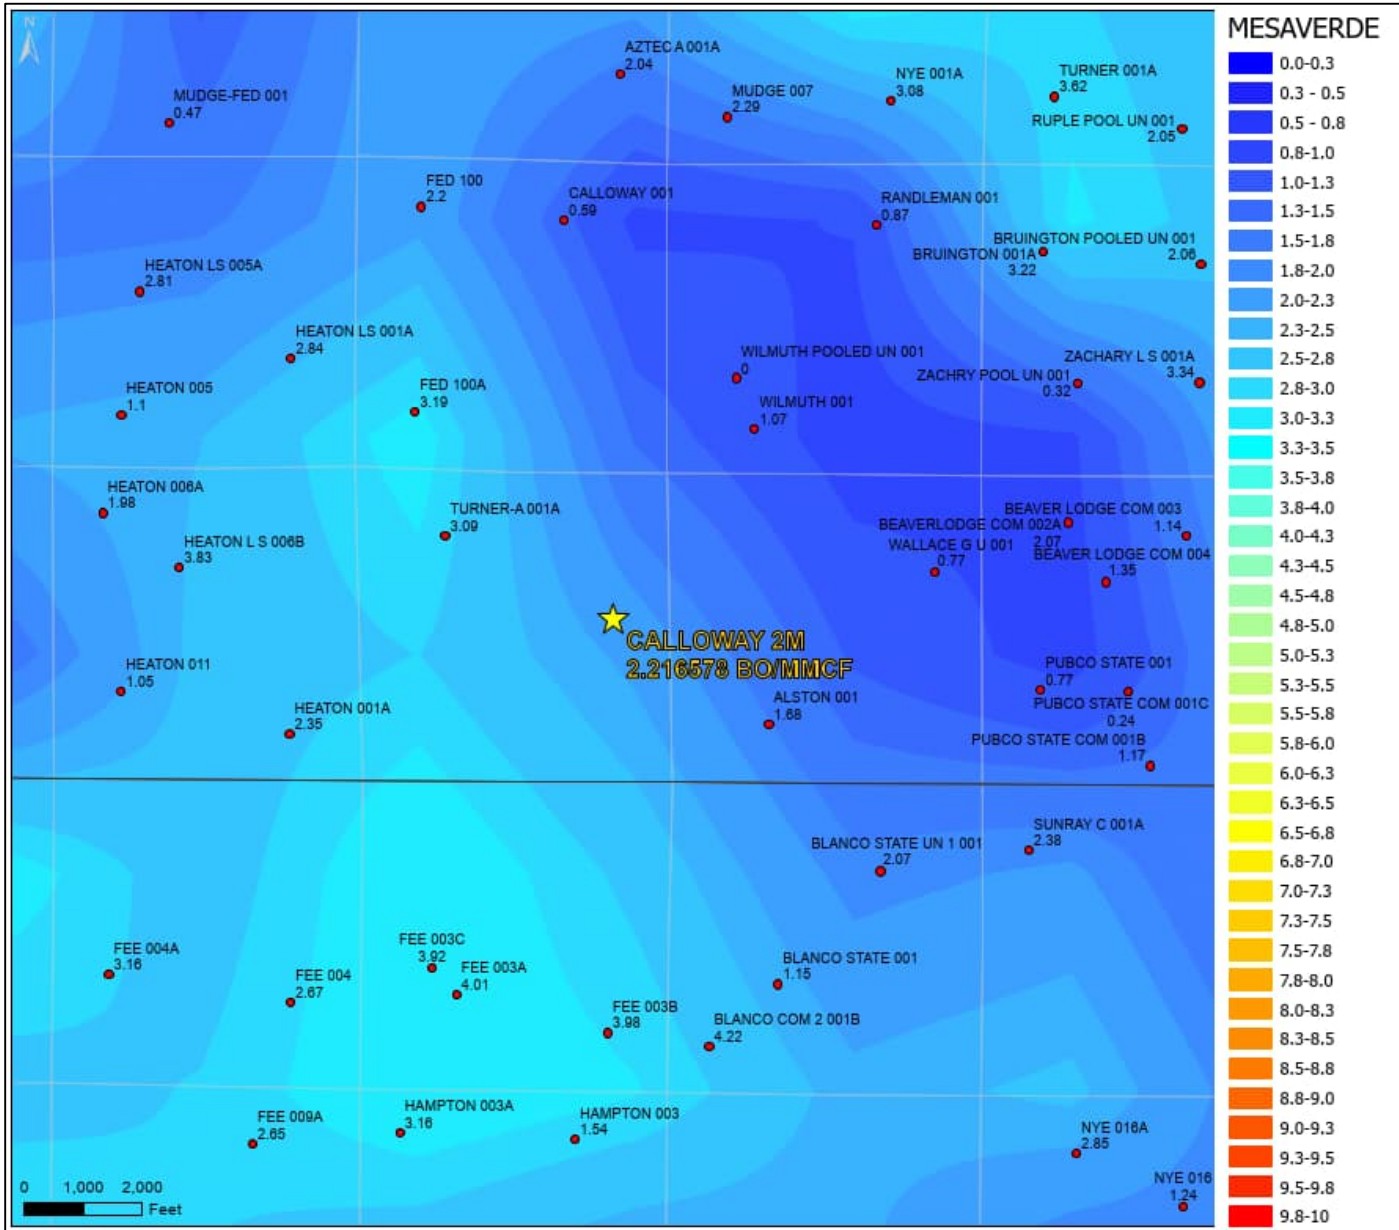 N
MESAVERDE
AZTEC A 001A
2.04
MUDGE-FED 001
0.47
MUDGE 007
2.29
NYE 001A
3.08
TURNER 001A
3.62
RUPLE POOL UN 001
2.05
FED 100
2.2
CALLOWAY 001
0.59
RANDLEMAN 001
0.87
BRUINGTON POOLED UN 001
2.06
BRUINGTON 001A
3.22
HEATON LS 005A
2.81
HEATON LS 001A
2.84
WILMUTH POOLED UN 001
0
ZACHARY L S 001A
3.34
ZACHRY POOL UN 001
0.32
HEATON 005
1.1
FED 100A
3.19
WILMUTH 001
1.07
HEATON 006A
1.98
TURNER-A 001A
3.09
BEAVER LODGE COM 003
1.14
BEAVERLODGE COM 002A
2.07
HEATON L S 006B
3.83
WALLACE G U 001
0.77
BEAVER LODGE COM 004
1.35
CALLOWAY 2M
2.216578 BO/MMCF
HEATON 011
1.05
PUBCO STATE 001
0.77
HEATON 001A
2.35
ALSTON 001
1.68
PUBCO STATE COM 001C
0.24
PUBCO STATE COM 001B
1.17
SUNRAY C 001A
2.38
BLANCO STATE UN 1 001
2.07
FEE 004A
3.16
FEE 003C
3.92
FEE 003A
4.01
FEE 004
2.67
BLANCO STATE 001
1.15
FEE 003B
3.98
BLANCO COM 2 001B
4.22
FEE 009A
2.65
HAMPTON 003A
3.16
HAMPTON 003
1.54
NYE 016A
2.85
NYE 016
1.24
0 1,000 2,000
Feet
0.0-0.3
0.3 - 0.5
0.5 - 0.8
0.8-1.0
1.0-1.3
1.3-1.5
1.5-1.8
1.8-2.0
2.0-2.3
2.3-2.5
2.5-2.8
2.8-3.0
3.0-3.3
3.3-3.5
3.5-3.8
3.8-4.0
4.0-4.3
4.3-4.5
4.5-4.8
4.8-5.0
5.0-5.3
5.3-5.5
5.5-5.8
5.8-6.0
6.0-6.3
6.3-6.5
6.5-6.8
6.8-7.0
7.0-7.3
7.3-7.5
7.5-7.8
7.8-8.0
8.0-8.3
8.3-8.5
8.5-8.8
8.8-9.0
9.0-9.3
9.3-9.5
9.5-9.8
9.8-10